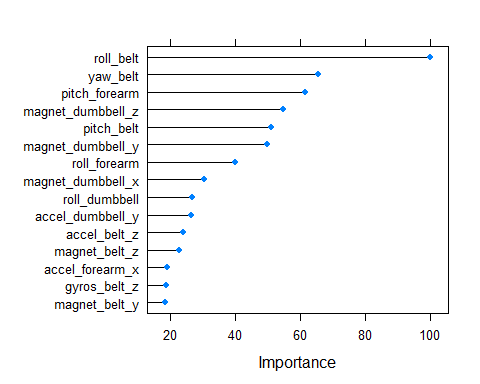 roll_belt
yaw_belt
pitch_forearm
magnet_dumbbell_z
pitch_belt
magnet_dumbbell_y
roll_forearm
magnet_dumbbell_x
roll_dumbbell
accel_dumbbell_y
accel_belt_z
magnet_belt_z
accel_forearm_x
gyros_belt_z
magnet_belt_y
20 40 60 80 100
Importance